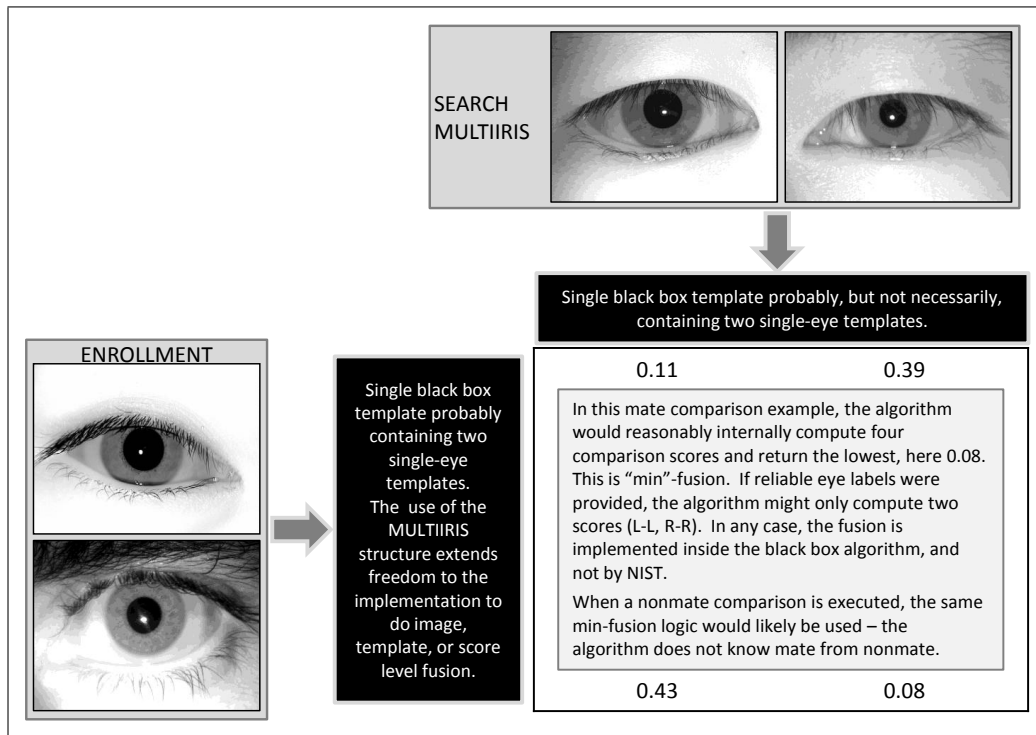 SEARCH
MULTIIRIS
Single black box template probably, but not necessarily,
containing two single-eye templates.
ENROLLMENT
Single black box
template probably
containing two
single-eye
templates.
The use of the
MULTIIRIS
structure extends
freedom to the
implementation to
do image,
template, or score
level fusion.
0.11 0.39
In this mate comparison example, the algorithm
would reasonably internally compute four
comparison scores and return the lowest, here 0.08.
This is “min”-fusion. If reliable eye labels were
provided, the algorithm might only compute two
scores (L-L, R-R). In any case, the fusion is
implemented inside the black box algorithm, and
not by NIST.
When a nonmate comparison is executed, the same
min-fusion logic would likely be used – the
algorithm does not know mate from nonmate.
0.43 0.08